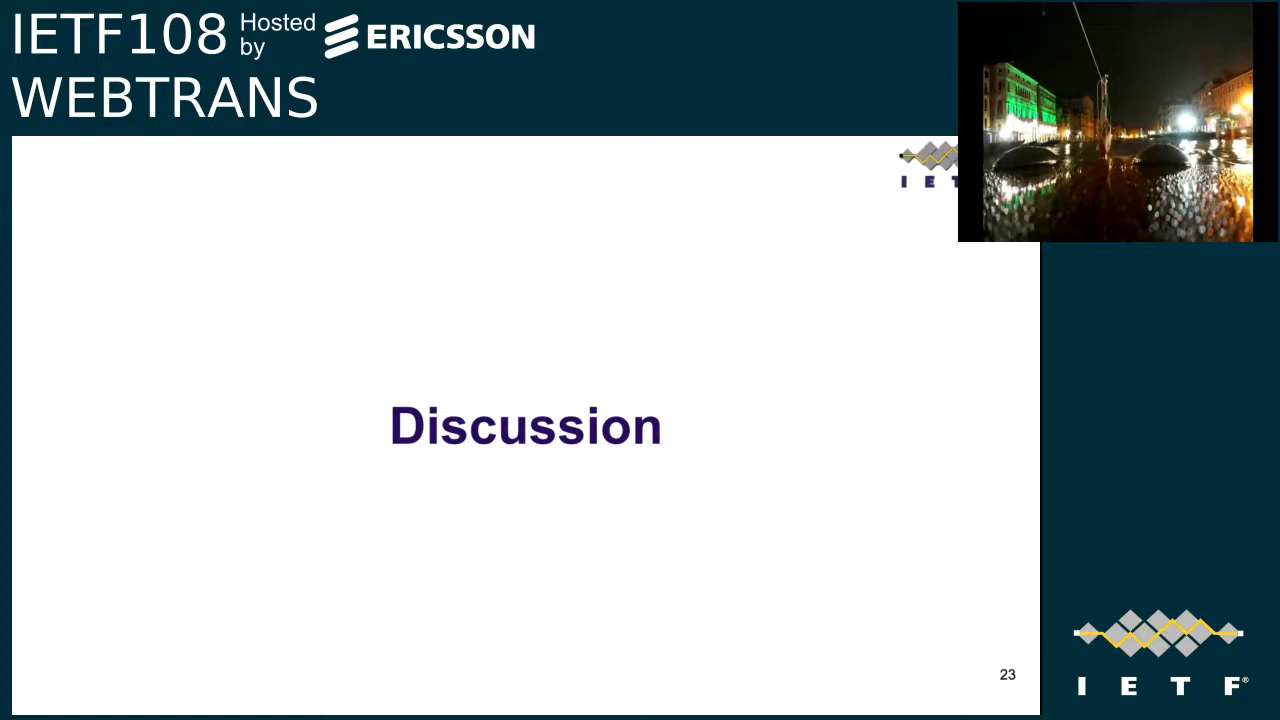 IETF108 Hosted by ERICSSON
WEBTRANS
I E T
Discussion
23
I E T F®